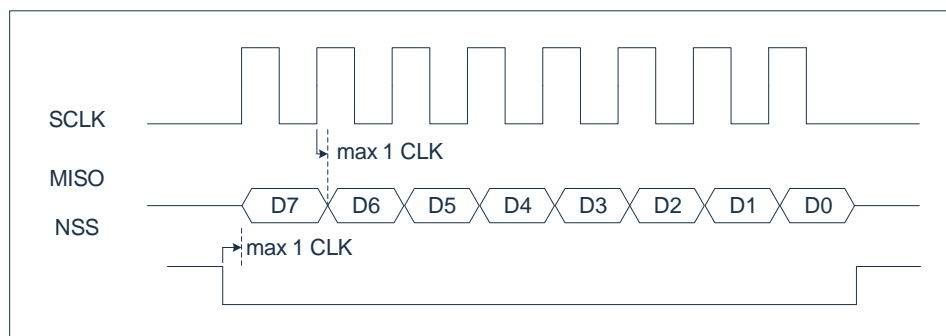 SCLK
max 1 CLK
MISO
D7 D6 D5 D4 D3 D2 D1 D0
NSS
max 1 CLK